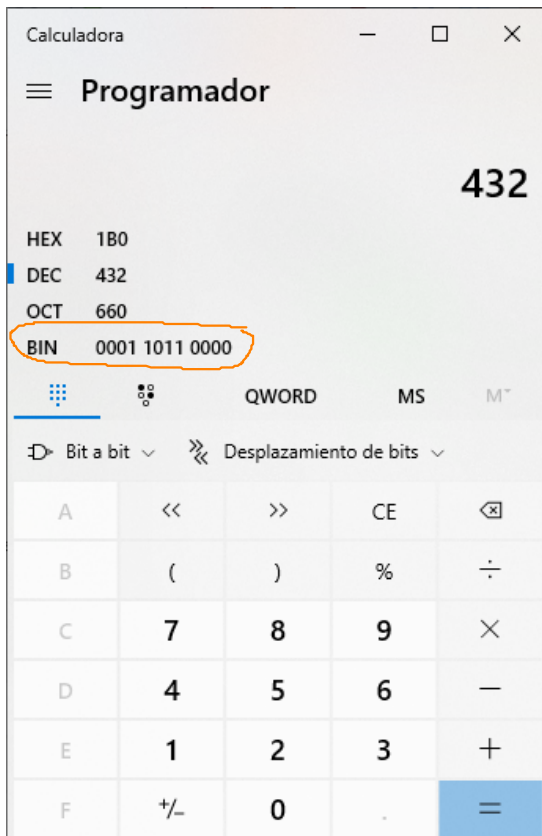 Calculadora
Programador
432
HEX 1B0
DEC 432
OCT 660
BIN 0001 1011 0000
QWORD MS M
Bit a bit Desplazamiento de bits
A << >> CE
B ( ) % ÷
C 7 8 9 ×
D 4 5 6 −
E 1 2 3 +
F +/− 0 . =